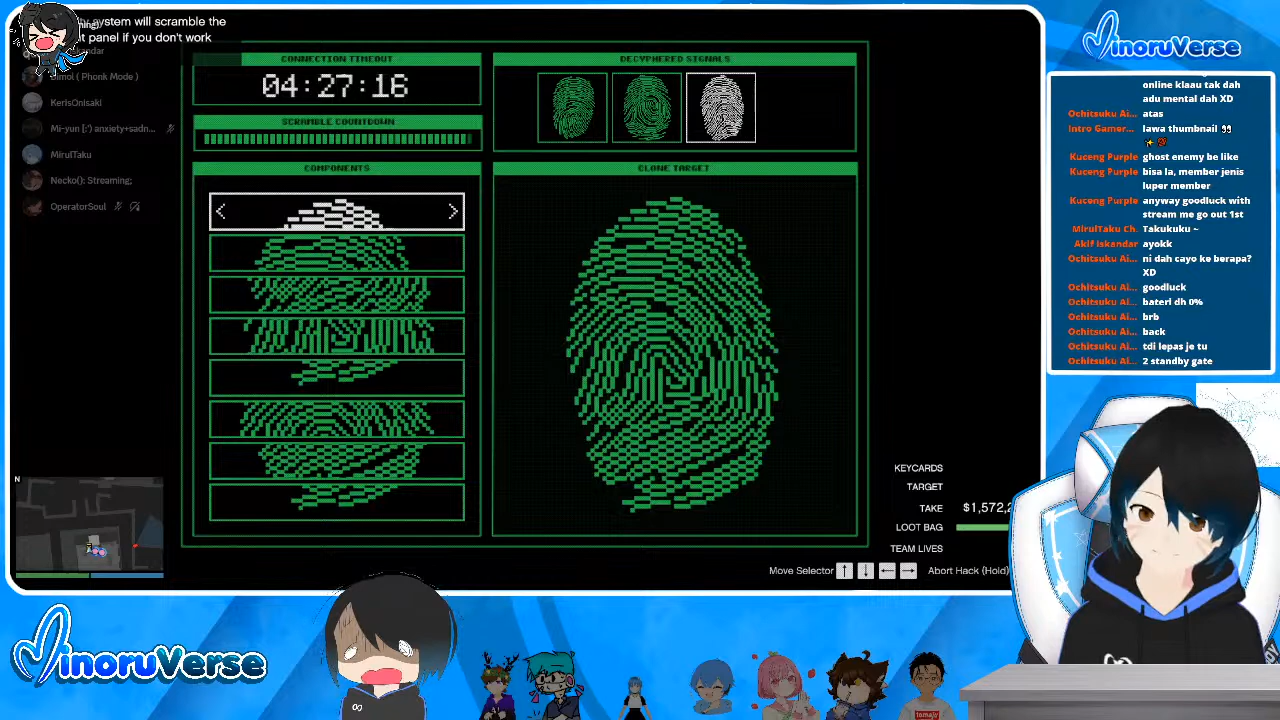 system will scramble the
panel if you don't work
Simol ( Phonk Mode )
KerisOnisaki
Mi-yun [;') anxiety+sadn...
MirulTaku
Necko(): Streaming;
OperatorSoul
CONNECTION TIMEOUT
04:27:16
SCRAMBLE COUNTDOWN
COMPONENTS
DECYPHERED SIGNALS
CLONE TARGET
KEYCARDS
TARGET
TAKE $1,572,2
LOOT BAG
TEAM LIVES
Move Selector ↑ ↓ ← → Abort Hack (Hold)
N
MinoruVerse
online klaau tak dah
adu mental dah XD
Ochitsuku Ai... atas
Intro Gamer... lawa thumbnail 👀
✨ 💯
Kuceng Purple ghost enemy be like
Kuceng Purple bisa la, member jenis
luper member
Kuceng Purple anyway goodluck with
stream me go out 1st
MirulTaku Ch. Takukuku ~
Akif Iskandar ayokk
Ochitsuku Ai... ni dah cayo ke berapa?
XD
Ochitsuku Ai... goodluck
Ochitsuku Ai... bateri dh 0%
Ochitsuku Ai... brb
Ochitsuku Ai... back
Ochitsuku Ai... tdi lepas je tu
Ochitsuku Ai... 2 standby gate
MinoruVerse